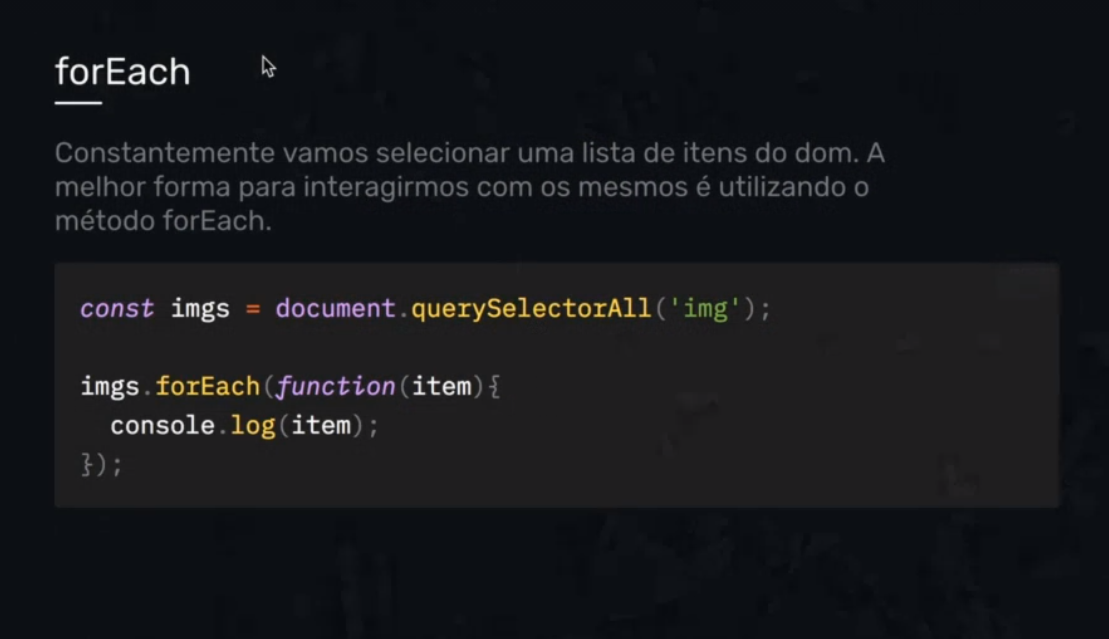 forEach
Constantemente vamos selecionar uma lista de itens do dom. A
melhor forma para interagirmos com os mesmos é utilizando o
método forEach.
const imgs = document.querySelectorAll('img');
imgs.forEach(function(item){
  console.log(item);
});